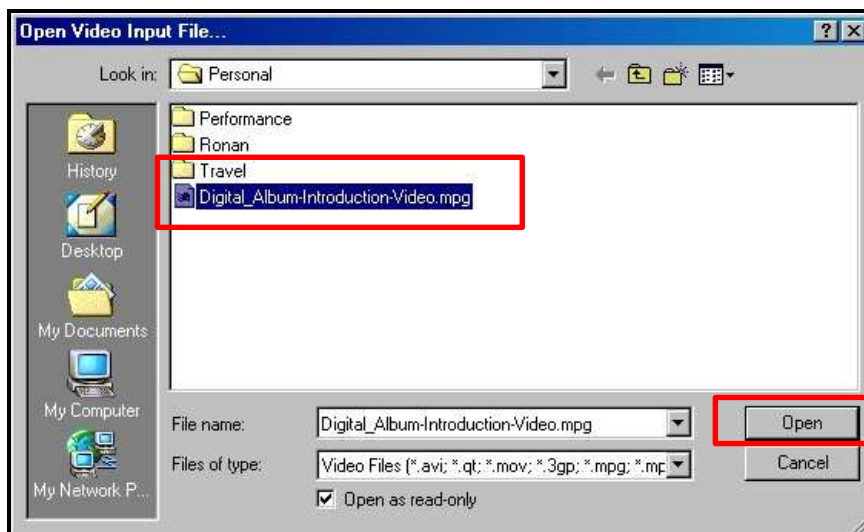 Open Video Input File...
Look in: Personal
Performance
Ronan
Travel
Digital_Album-Introduction-Video.mpg
History
Desktop
My Documents
My Computer
My Network P...
File name: Digital_Album-Introduction-Video.mpg Open
Files of type: Video Files (*.avi; *.qt; *.mov; *.3gp; *.mpg; *.mp Cancel
Open as read-only